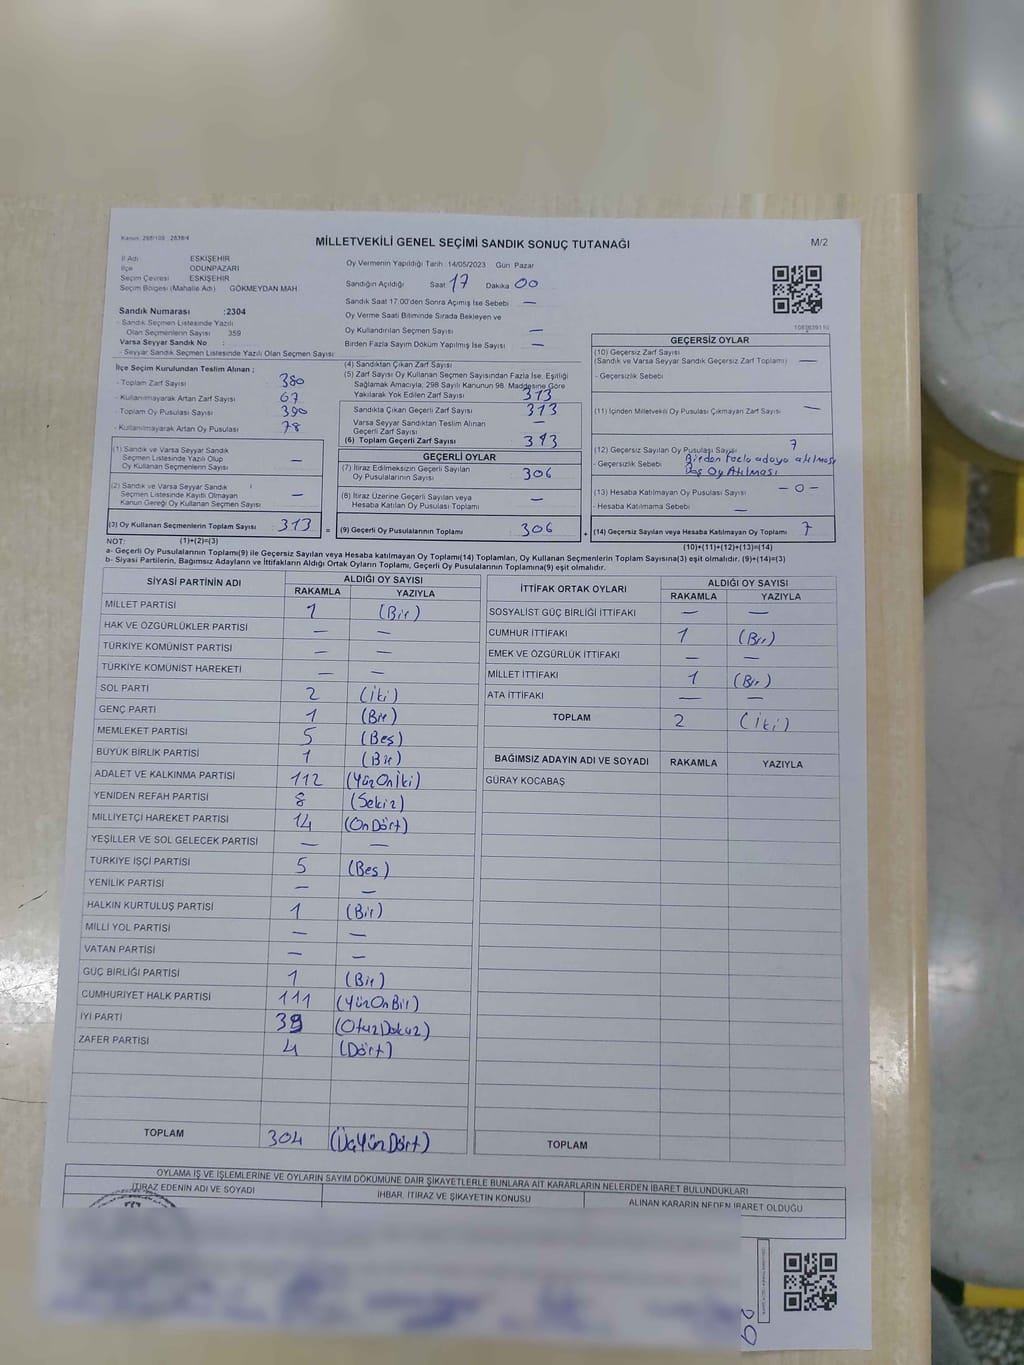 Kanun: 298/105 2839/4
MİLLETVEKİLİ GENEL SEÇİMİ SANDIK SONUÇ TUTANAĞI
M/2
İl Adı ESKİŞEHİR
İlçe ODUNPAZARI
Seçim Çevresi ESKİŞEHİR
Seçim Bölgesi (Mahalle Adı) GÖKMEYDAN MAH
Sandık Numarası :2304
- Sandık Seçmen Listesinde Yazılı
Olan Seçmenlerin Sayısı 359
Varsa Seyyar Sandık No :
- Seyyar Sandık Seçmen Listesinde Yazılı Olan Seçmen Sayısı
Oy Vermenin Yapıldığı Tarih :14/05/2023 Gün: Pazar
Sandığın Açıldığı Saat 17 Dakika 00
Sandık Saat 17.00'den Sonra Açımış İse Sebebi —
Oy Verme Saati Bitiminde Sırada Bekleyen ve
Oy Kullandırılan Seçmen Sayısı —
Birden Fazla Sayım Döküm Yapılmış İse Sayısı —
İlçe Seçim Kurulundan Teslim Alınan ;
- Toplam Zarf Sayısı 380
- Kullanılmayarak Artan Zarf Sayısı 67
- Toplam Oy Pusulası Sayısı 390
- Kullanılmayarak Artan Oy Pusulası 78
(4) Sandıktan Çıkan Zarf Sayısı
(5) Zarf Sayısı Oy Kullanan Seçmen Sayısından Fazla İse, Eşitliği
Sağlamak Amacıyla, 298 Sayılı Kanunun 98. Maddesine Göre
Yakılarak Yok Edilen Zarf Sayısı 313
Sandıkta Çıkan Geçerli Zarf Sayısı 313
Varsa Seyyar Sandıktan Teslim Alınan
Geçerli Zarf Sayısı —
(6) Toplam Geçerli Zarf Sayısı 313
GEÇERSİZ OYLAR
(10) Geçersiz Zarf Sayısı
(Sandık ve Varsa Seyyar Sandık Geçersiz Zarf Toplamı) —
- Geçersizlik Sebebi
(11) İçinden Milletvekili Oy Pusulası Çıkmayan Zarf Sayısı —
(12) Geçersiz Sayılan Oy Pusulası Sayısı 7
- Geçersizlik Sebebi Birden fazla adaya atılması
Boş Oy Atılması
(13) Hesaba Katılmayan Oy Pusulası Sayısı - 0 -
- Hesaba Katılmama Sebebi —
(14) Geçersiz Sayılan veya Hesaba Katılmayan Oy Toplamı 7
(10)+(11)+(12)+(13)=(14)
(1) Sandık ve Varsa Seyyar Sandık
Seçmen Listesinde Yazılı Olup
Oy Kullanan Seçmenlerin Sayısı —
(2) Sandık ve Varsa Seyyar Sandık
Seçmen Listesinde Kayıtlı Olmayan
Kanun Gereği Oy Kullanan Seçmen Sayısı —
(3) Oy Kullanan Seçmenlerin Toplam Sayısı 313 =
GEÇERLİ OYLAR
(7) İtiraz Edilmeksizin Geçerli Sayılan
Oy Pusulalarının Sayısı 306
(8) İtiraz Üzerine Geçerli Sayılan veya
Hesaba Katılan Oy Pusulası Toplamı —
(9) Geçerli Oy Pusulalarının Toplamı 306 +
NOT: (1)+(2)=(3)
a- Geçerli Oy Pusulalarının Toplamı(9) ile Geçersiz Sayılan veya Hesaba katılmayan Oy Toplamı(14) Toplamları, Oy Kullanan Seçmenlerin Toplam Sayısına(3) eşit olmalıdır, (9)+(14)=(3)
b- Siyasi Partilerin, Bağımsız Adayların ve İttifakların Aldığı Ortak Oyların Toplamı, Geçerli Oy Pusulalarının Toplamına(9) eşit olmalıdır.
SİYASİ PARTİNİN ADI ALDIĞI OY SAYISI
RAKAMLA YAZIYLA
MİLLET PARTİSİ 1 (Bir)
HAK VE ÖZGÜRLÜKLER PARTİSİ — —
TÜRKİYE KOMÜNİST PARTİSİ — —
TÜRKİYE KOMÜNİST HAREKETİ — —
SOL PARTİ 2 (İki)
GENÇ PARTİ 1 (Bir)
MEMLEKET PARTİSİ 5 (Beş)
BÜYÜK BİRLİK PARTİSİ 1 (Bir)
ADALET VE KALKINMA PARTİSİ 112 (YüzOnİki)
YENİDEN REFAH PARTİSİ 8 (Sekiz)
MİLLİYETÇİ HAREKET PARTİSİ 14 (OnDört)
YEŞİLLER VE SOL GELECEK PARTİSİ — —
TÜRKİYE İŞÇİ PARTİSİ 5 (Beş)
YENİLİK PARTİSİ — —
HALKIN KURTULUŞ PARTİSİ 1 (Bir)
MİLLİ YOL PARTİSİ — —
VATAN PARTİSİ — —
GÜÇ BİRLİĞİ PARTİSİ 1 (Bir)
CUMHURİYET HALK PARTİSİ 111 (YüzOnBir)
İYİ PARTİ 39 (OtuzDokuz)
ZAFER PARTİSİ 4 (Dört)
TOPLAM 304 (ÜçYüzDört)
İTTİFAK ORTAK OYLARI ALDIĞI OY SAYISI
RAKAMLA YAZIYLA
SOSYALİST GÜÇ BİRLİĞİ İTTİFAKI — —
CUMHUR İTTİFAKI 1 (Bir)
EMEK VE ÖZGÜRLÜK İTTİFAKI — —
MİLLET İTTİFAKI 1 (Bir)
ATA İTTİFAKI — —
TOPLAM 2 (İki)
BAĞIMSIZ ADAYIN ADI VE SOYADI RAKAMLA YAZIYLA
GÜRAY KOCABAŞ
TOPLAM
OYLAMA İŞ VE İŞLEMLERİNE VE OYLARIN SAYIM DÖKÜMÜNE DAİR ŞİKAYETLERLE BUNLARA AİT KARARLARIN NELERDEN İBARET BULUNDUKLARI
İTİRAZ EDENİN ADI VE SOYADI
İHBAR, İTİRAZ VE ŞİKAYETİN KONUSU
ALINAN KARARIN NEDEN İBARET OLDUĞU